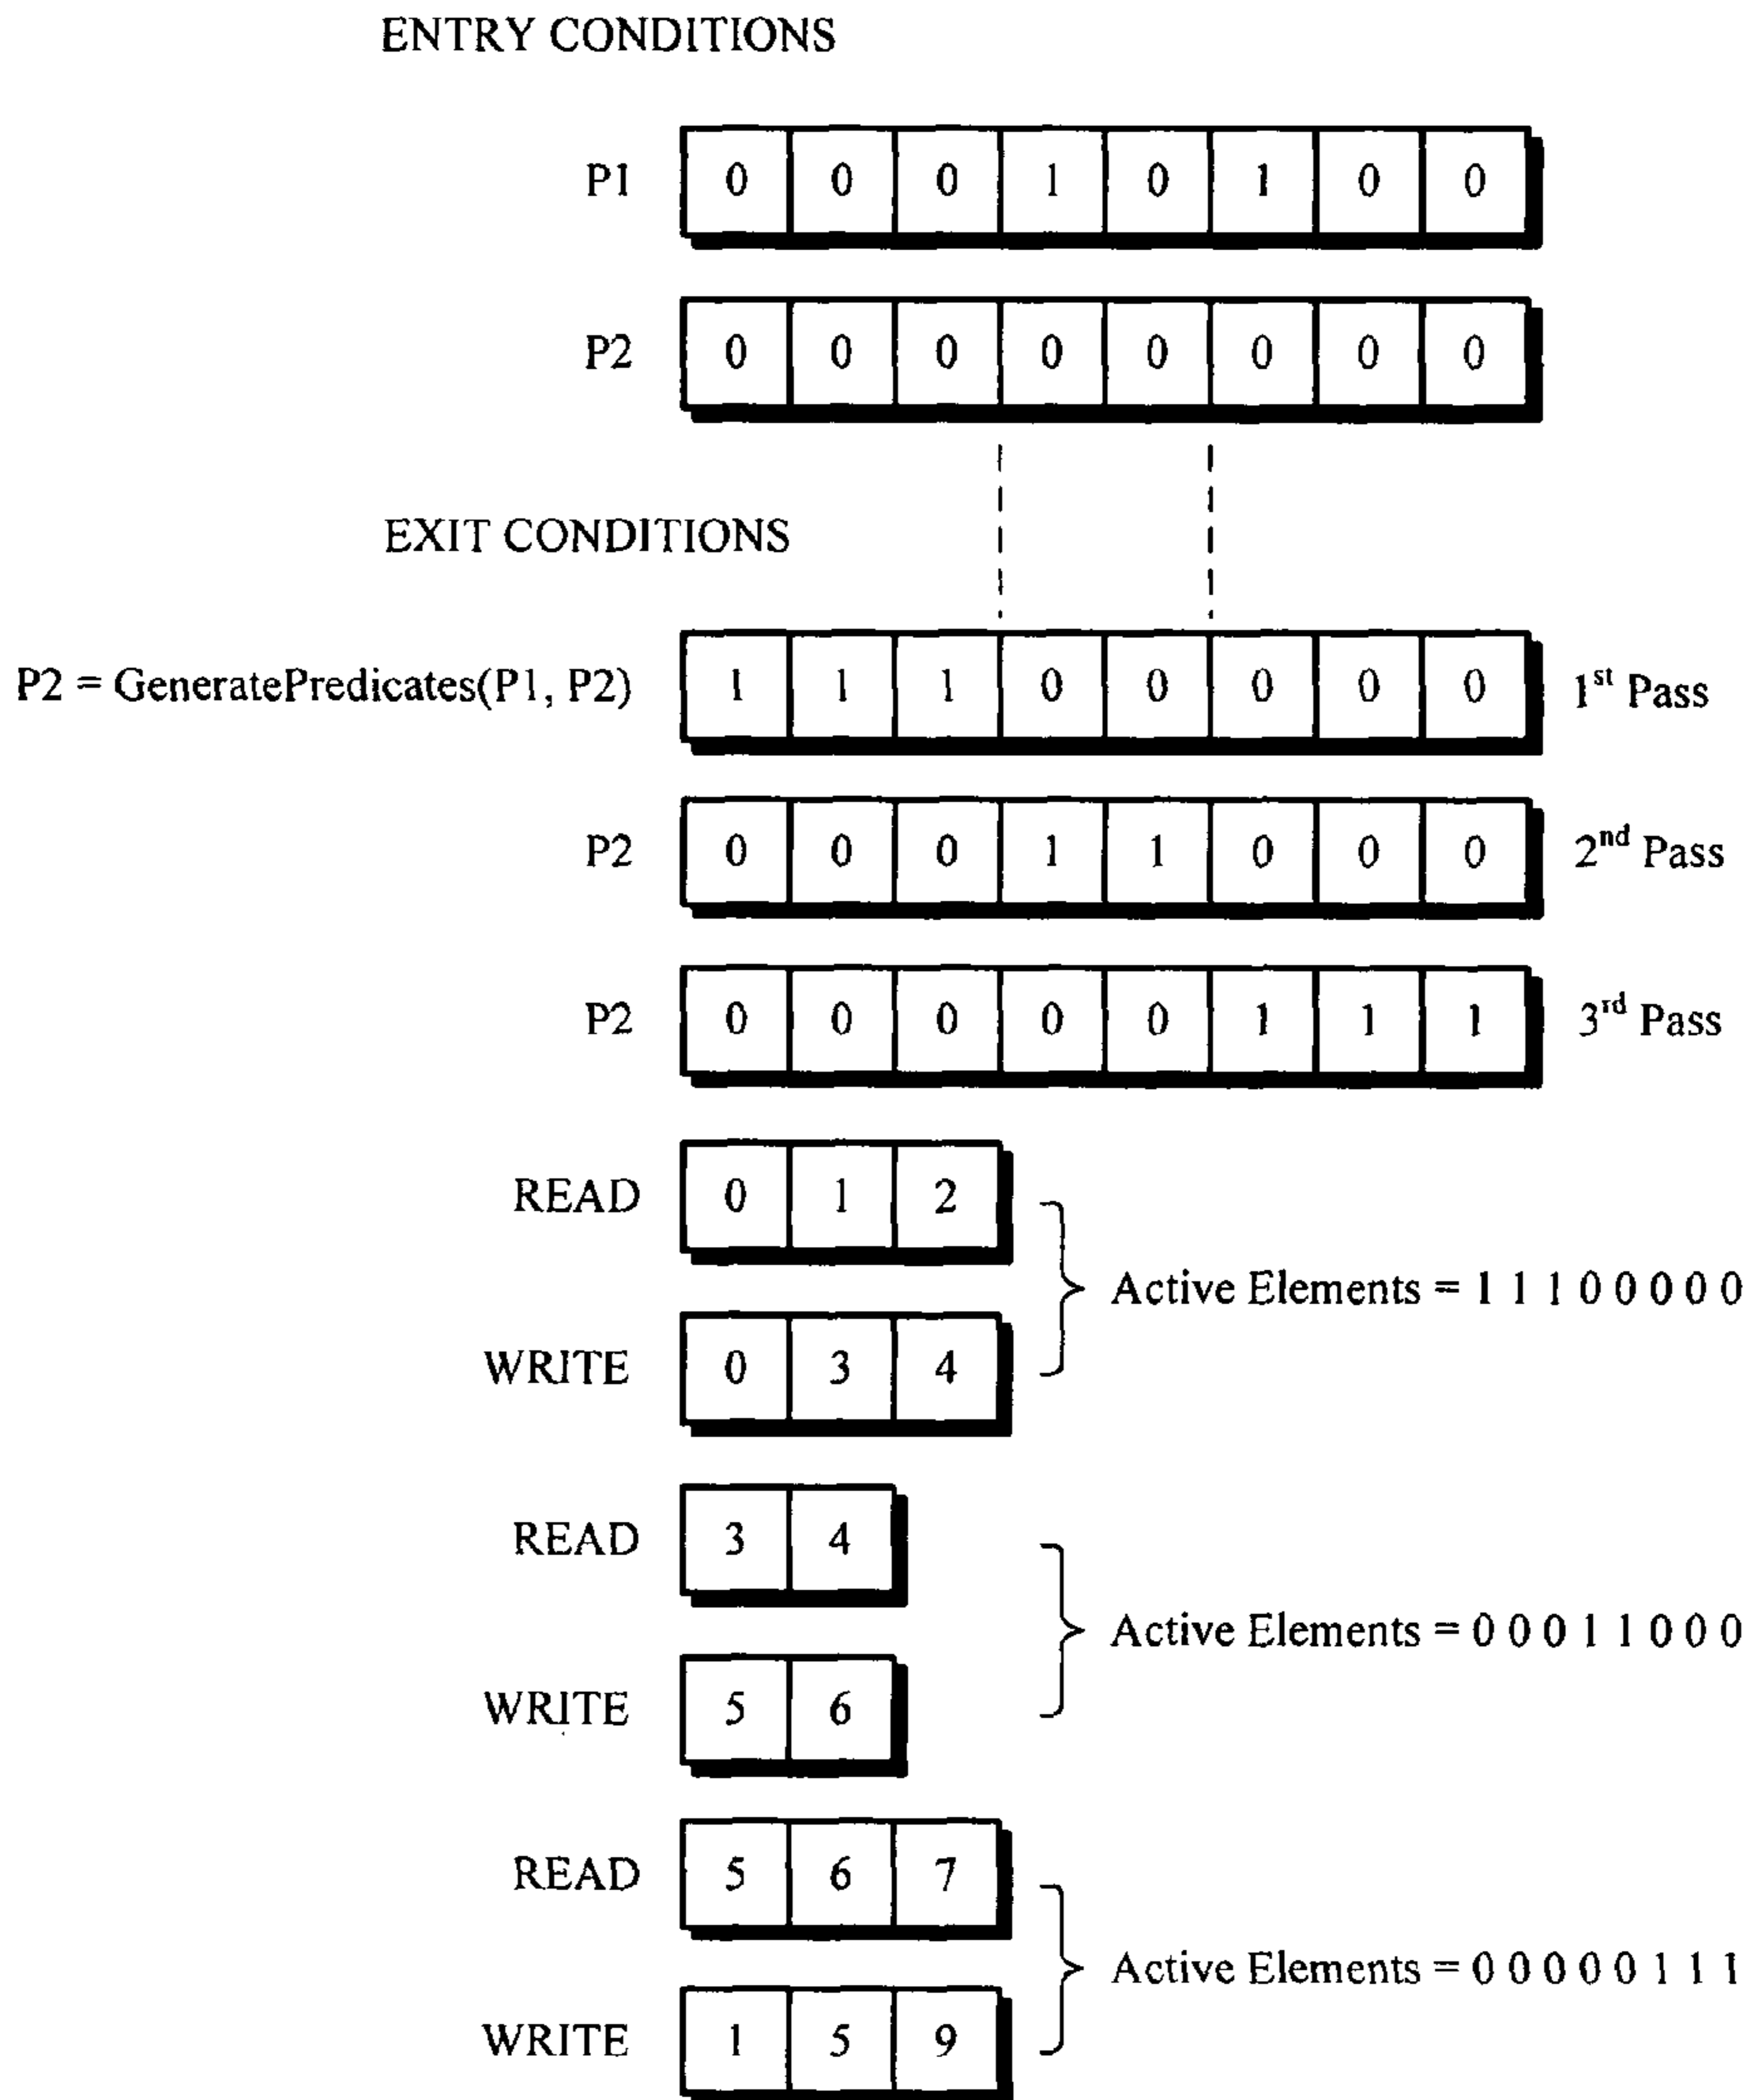 ENTRY CONDITIONS
P1 0 0 0 1 0 1 0 0
P2 0 0 0 0 0 0 0 0
EXIT CONDITIONS
P2 = GeneratePredicates(P1, P2) 1 1 1 0 0 0 0 0 1st Pass
P2 0 0 0 1 1 0 0 0 2nd Pass
P2 0 0 0 0 0 1 1 1 3rd Pass
READ 0 1 2
Active Elements = 1 1 1 0 0 0 0 0
WRITE 0 3 4
READ 3 4
Active Elements = 0 0 0 1 1 0 0 0
WRITE 5 6
READ 5 6 7
Active Elements = 0 0 0 0 0 1 1 1
WRITE 1 5 9